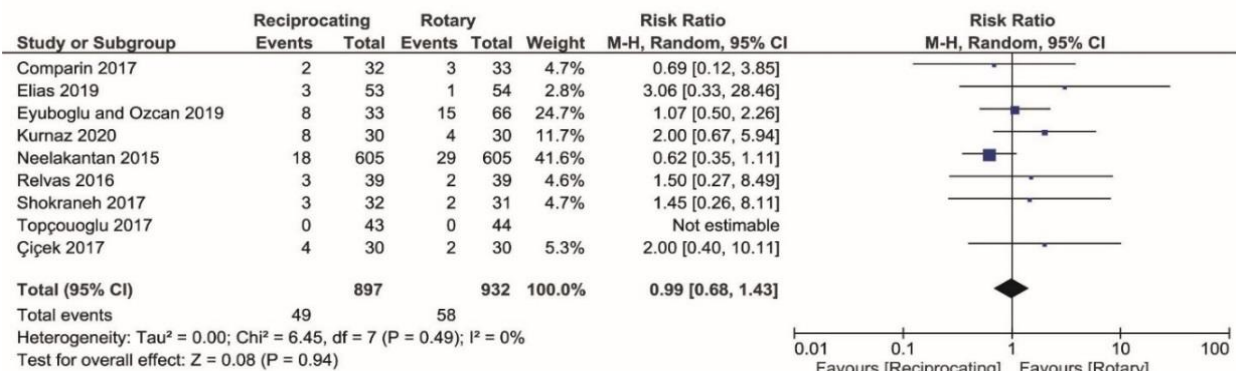 Reciprocating Rotary Risk Ratio Risk Ratio
Study or Subgroup Events Total Events Total Weight M-H, Random, 95% CI M-H, Random, 95% CI
Comparin 2017 2 32 3 33 4.7% 0.69 [0.12, 3.85]
Elias 2019 3 53 1 54 2.8% 3.06 [0.33, 28.46]
Eyuboglu and Ozcan 2019 8 33 15 66 24.7% 1.07 [0.50, 2.26]
Kurnaz 2020 8 30 4 30 11.7% 2.00 [0.67, 5.94]
Neelakantan 2015 18 605 29 605 41.6% 0.62 [0.35, 1.11]
Relvas 2016 3 39 2 39 4.6% 1.50 [0.27, 8.49]
Shokraneh 2017 3 32 2 31 4.7% 1.45 [0.26, 8.11]
Topçouoglu 2017 0 43 0 44 Not estimable
Çiçek 2017 4 30 2 30 5.3% 2.00 [0.40, 10.11]
Total (95% CI) 897 932 100.0% 0.99 [0.68, 1.43]
Total events 49 58
Heterogeneity: Tau² = 0.00; Chi² = 6.45, df = 7 (P = 0.49); I² = 0%
Test for overall effect: Z = 0.08 (P = 0.94)
0.01 0.1 1 10 100
Favours [Reciprocating] Favours [Rotary]